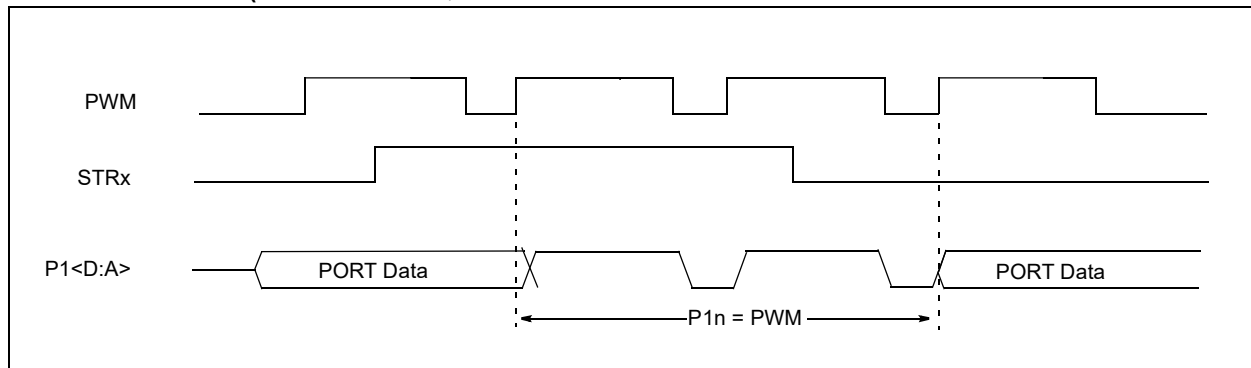 PWM
STRx
P1<D:A>
PORT Data
PORT Data
P1n = PWM